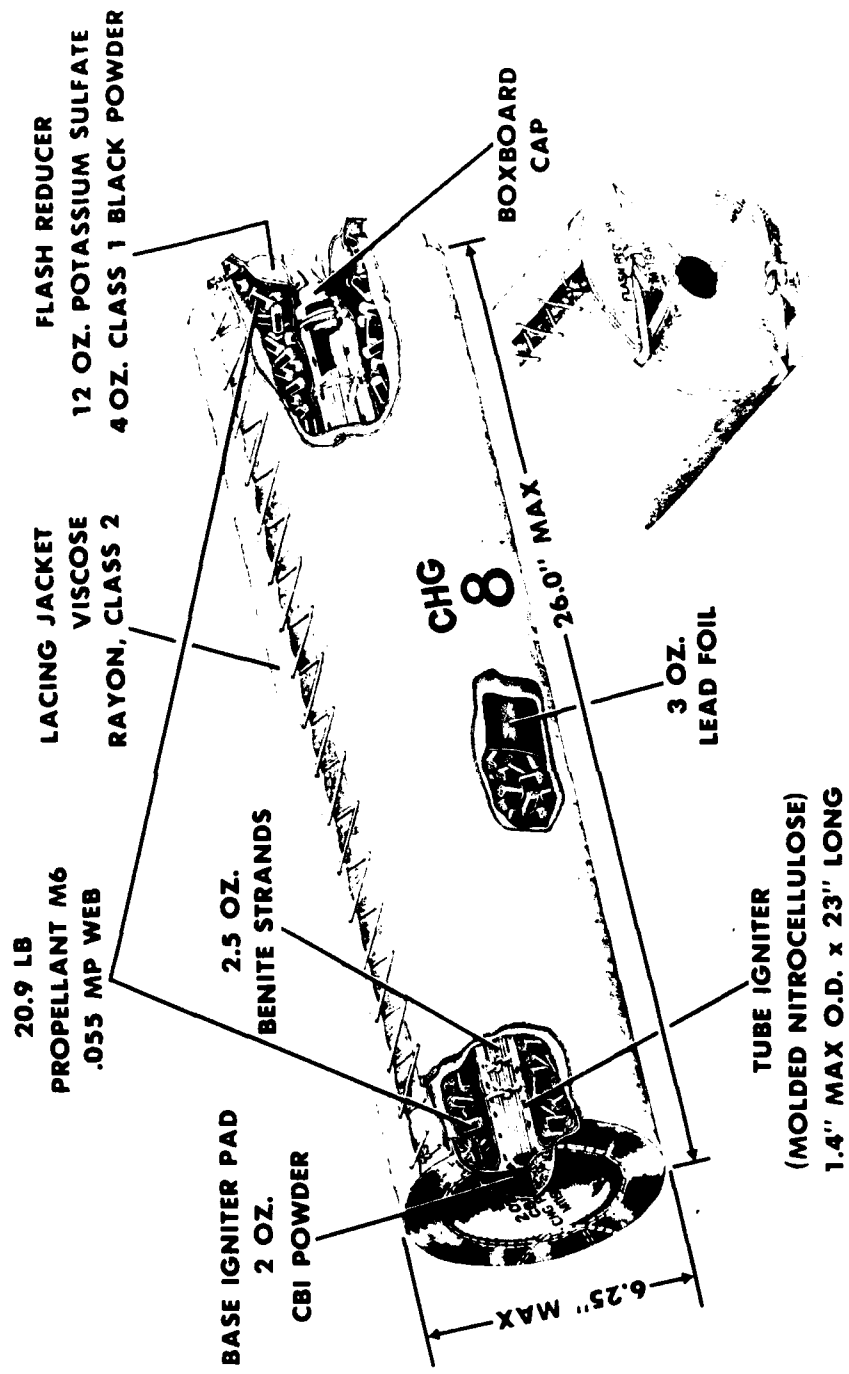 20.9 LB
PROPELLANT M6
.055 MP WEB
LACING JACKET
VISCOSE
RAYON, CLASS 2
FLASH REDUCER
12 OZ. POTASSIUM SULFATE
4 OZ. CLASS 1 BLACK POWDER
BASE IGNITER PAD
2 OZ.
CBI POWDER
2.5 OZ.
BENITE STRANDS
BOXBOARD
CAP
CHG
8
26.0" MAX
6.25" MAX
3 OZ.
LEAD FOIL
TUBE IGNITER
(MOLDED NITROCELLULOSE)
1.4" MAX O.D. x 23" LONG